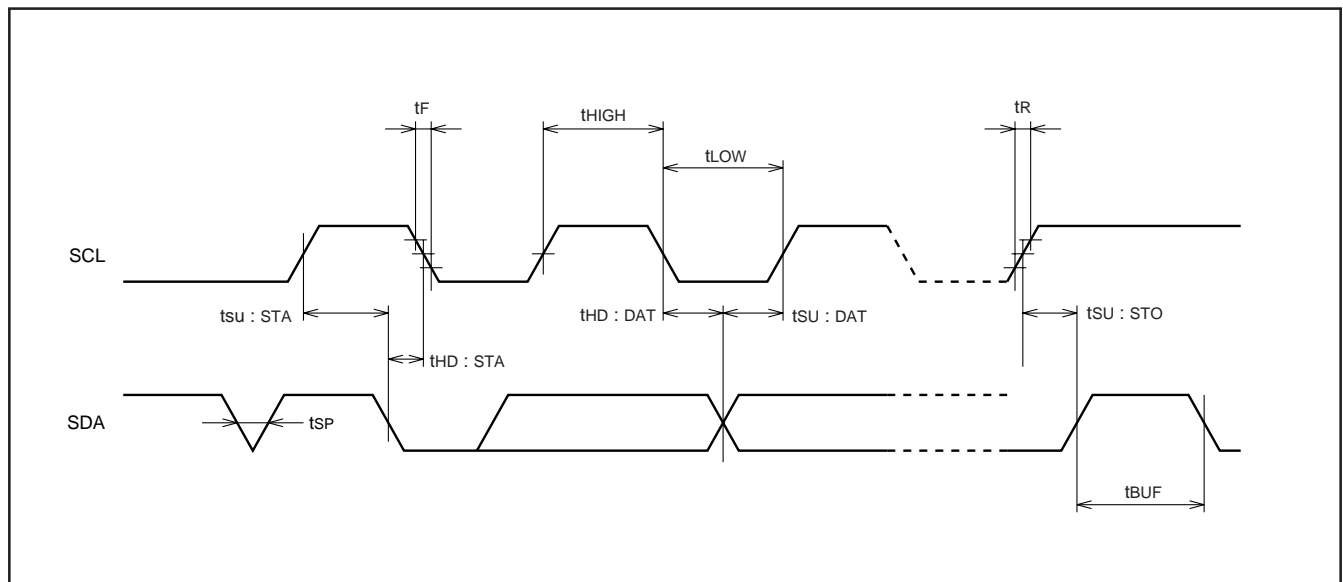 tF
tHIGH
tR
tLOW
SCL
tsu : STA
tHD : DAT
tSU : DAT
tSU : STO
tHD : STA
SDA
tSP
tBUF